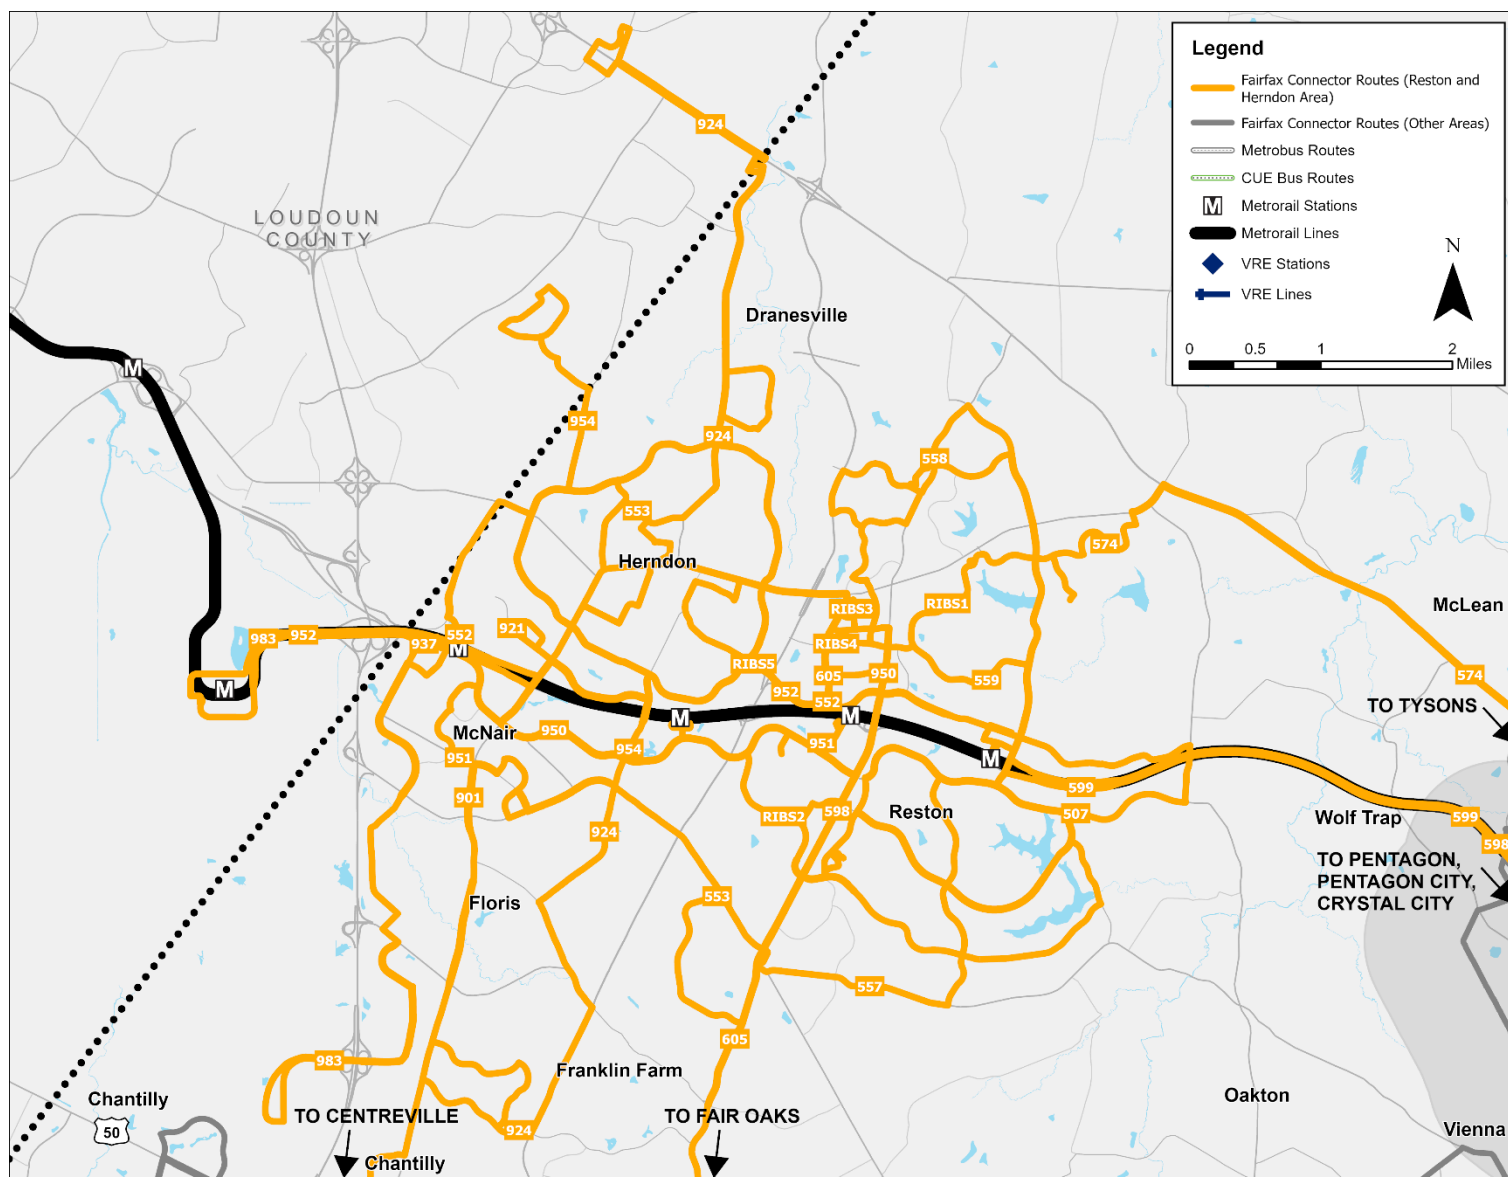 Legend
Fairfax Connector Routes (Reston and
Herndon Area)
Fairfax Connector Routes (Other Areas)
Metrobus Routes
CUE Bus Routes
M
Metrorail Stations
Metrorail Lines
VRE Stations
VRE Lines
N
0 0.5 1 2
Miles
924
LOUDOUN
COUNTY
Dranesville
M
954
924
558
553
574
Herndon
McLean
RIBS1
RIBS3
921
552
983
952
937
M
RIBS4
RIBS5
605
950
559
574
M
952
552
TO TYSONS
M
M
McNair
950
951
954
951
M
599
901
RIBS2
598
Reston
507
Wolf Trap
599
924
598
TO PENTAGON,
PENTAGON CITY,
CRYSTAL CITY
553
Floris
557
605
983
Franklin Farm
Chantilly
50
TO CENTREVILLE
TO FAIR OAKS
Oakton
924
Vienna
Chantilly